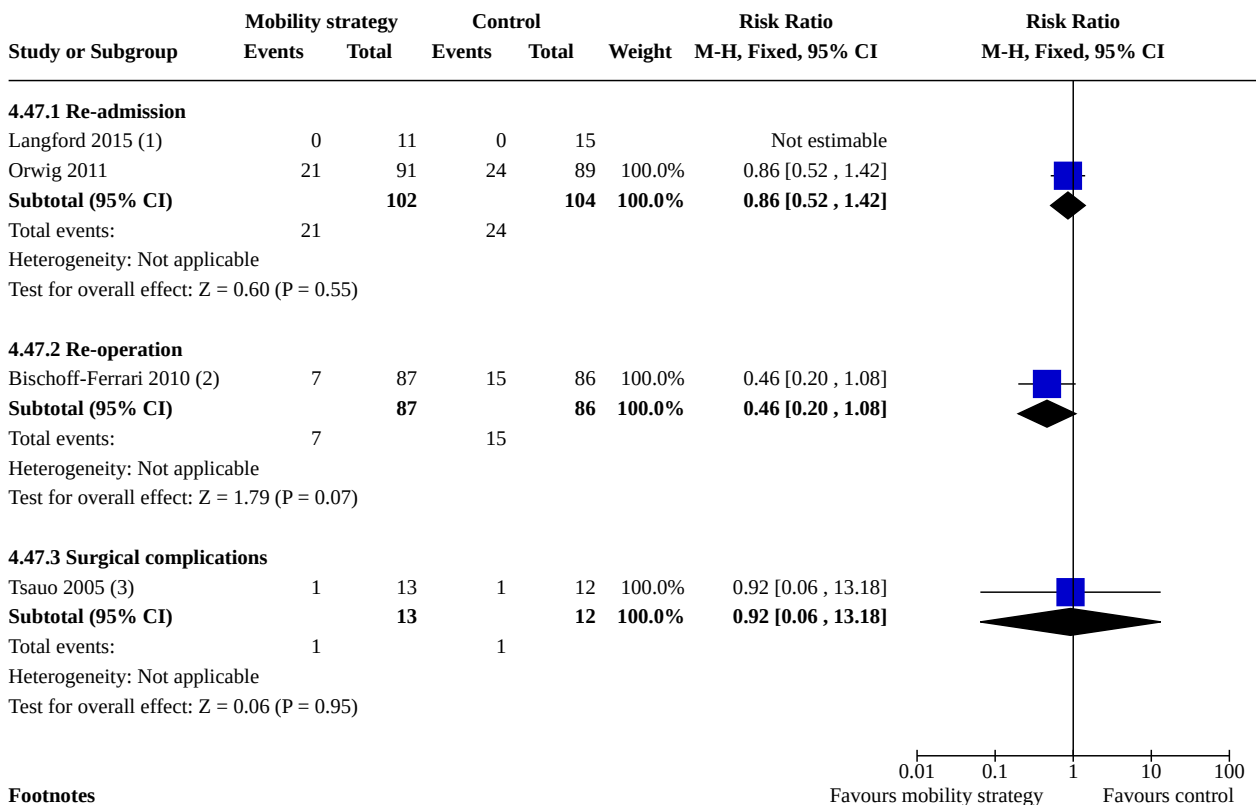 Mobility strategy Control Risk Ratio Risk Ratio
Study or Subgroup Events Total Events Total Weight M-H, Fixed, 95% CI M-H, Fixed, 95% CI
4.47.1 Re-admission
Langford 2015 (1) 0 11 0 15 Not estimable
Orwig 2011 21 91 24 89 100.0% 0.86 [0.52 , 1.42]
Subtotal (95% CI) 102 104 100.0% 0.86 [0.52 , 1.42]
Total events: 21 24
Heterogeneity: Not applicable
Test for overall effect: Z = 0.60 (P = 0.55)
4.47.2 Re-operation
Bischoff-Ferrari 2010 (2) 7 87 15 86 100.0% 0.46 [0.20 , 1.08]
Subtotal (95% CI) 87 86 100.0% 0.46 [0.20 , 1.08]
Total events: 7 15
Heterogeneity: Not applicable
Test for overall effect: Z = 1.79 (P = 0.07)
4.47.3 Surgical complications
Tsauo 2005 (3) 1 13 1 12 100.0% 0.92 [0.06 , 13.18]
Subtotal (95% CI) 13 12 100.0% 0.92 [0.06 , 13.18]
Total events: 1 1
Heterogeneity: Not applicable
Test for overall effect: Z = 0.06 (P = 0.95)
0.01 0.1 1 10 100
Footnotes Favours mobility strategy Favours control